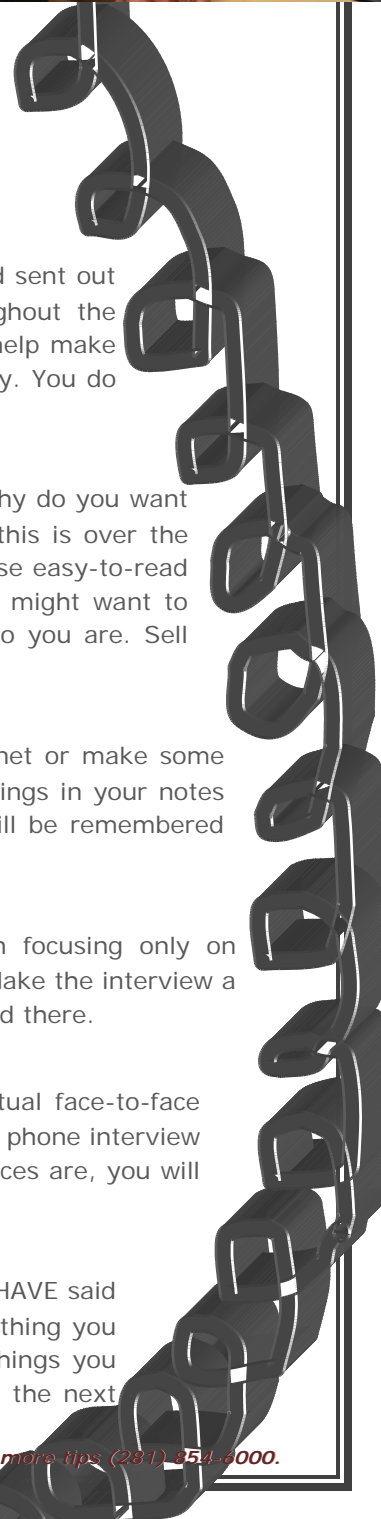 d sent out
ghout the
help make
y. You do
hy do you want
this is over the
se easy-to-read
might want to
o you are. Sell
net or make some
ings in your notes
ill be remembered
n focusing only on
Make the interview a
d there.
tual face-to-face
phone interview
ces are, you will
HAVE said
thing you
hings you
the next
more tips (281) 854-6000.